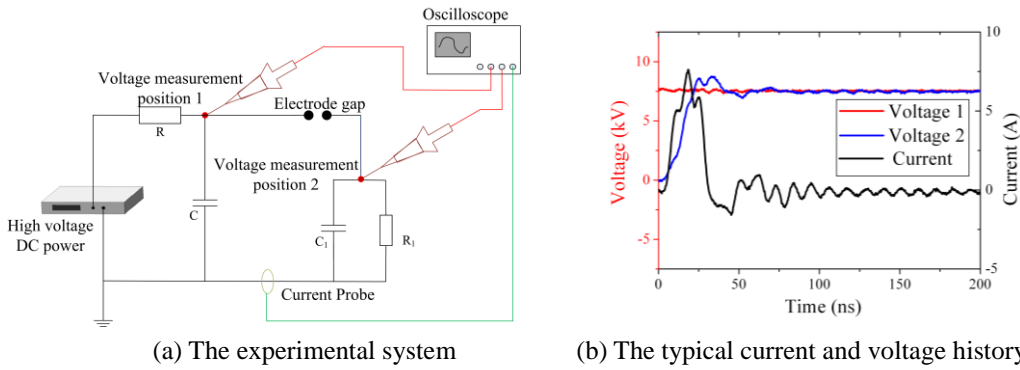 Oscilloscope
Voltage measurement
position 1
R
Electrode gap
Voltage measurement
position 2
High voltage
DC power
C
C1
R1
Current Probe
(a) The experimental system
10
5
0
-5
Voltage (kV)
10
5
0
-5
Current (A)
Voltage 1
Voltage 2
Current
0
50
100
150
200
Time (ns)
(b) The typical current and voltage history